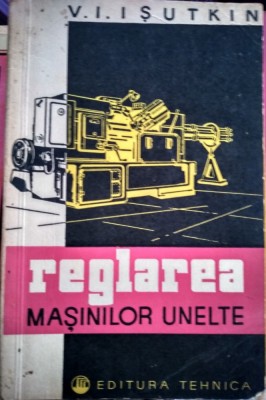 V. I. IŞUTKIN
reglarea
MAŞINILOR UNELTE
EDITURA TEHNICA